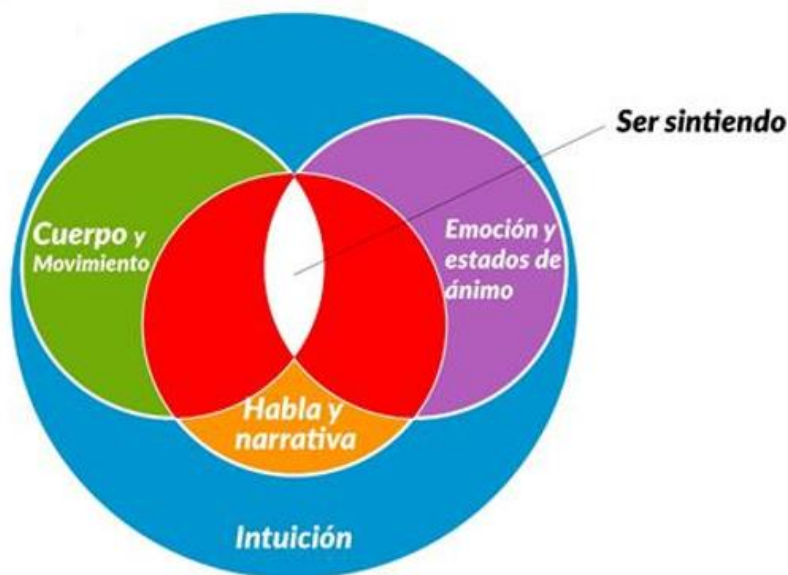 Ser sintiendo
Cuerpo y
Movimiento
Emoción y
estados de
ánimo
Habla y
narrativa
Intuición